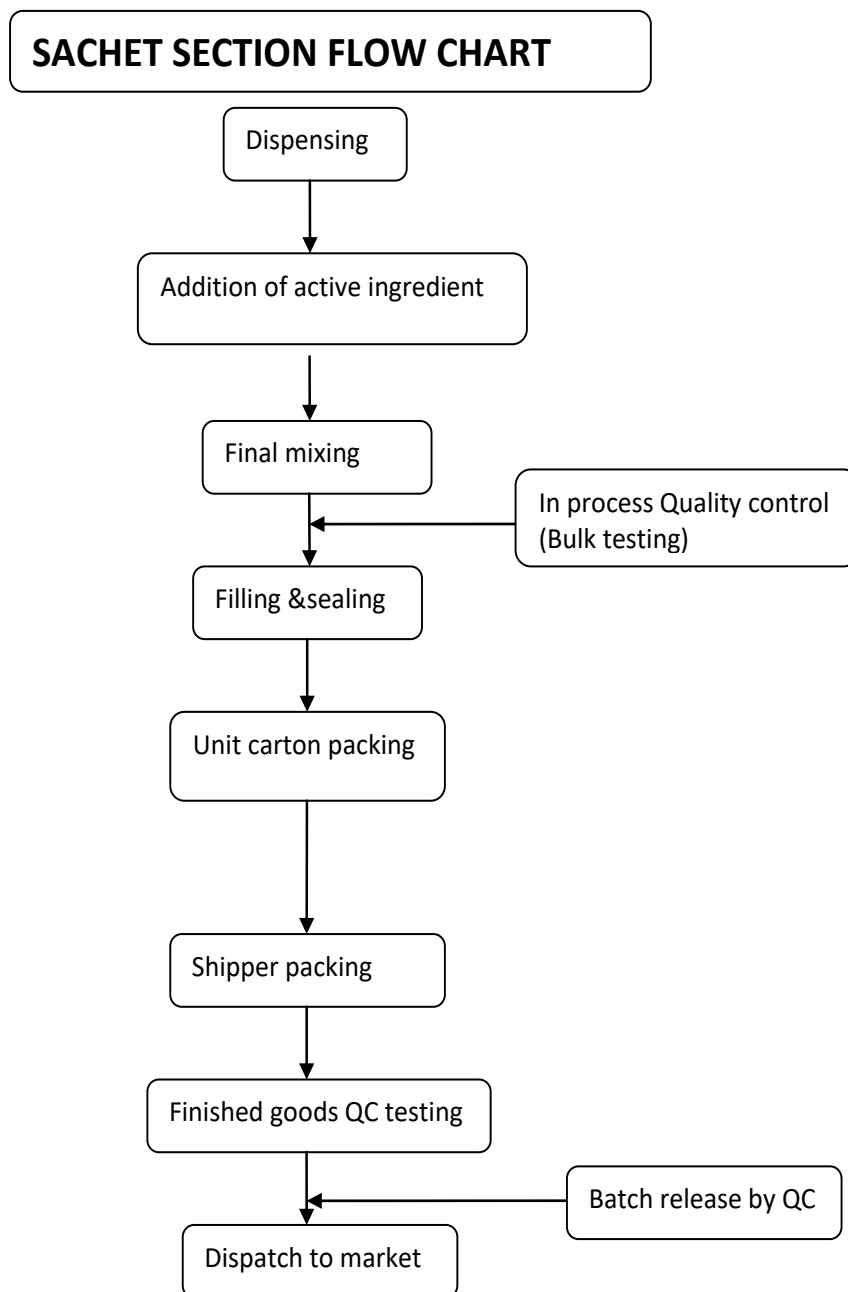 SACHET SECTION FLOW CHART
Dispensing
Addition of active ingredient
Final mixing
In process Quality control
(Bulk testing)
Filling &sealing
Unit carton packing
Shipper packing
Finished goods QC testing
Batch release by QC
Dispatch to market